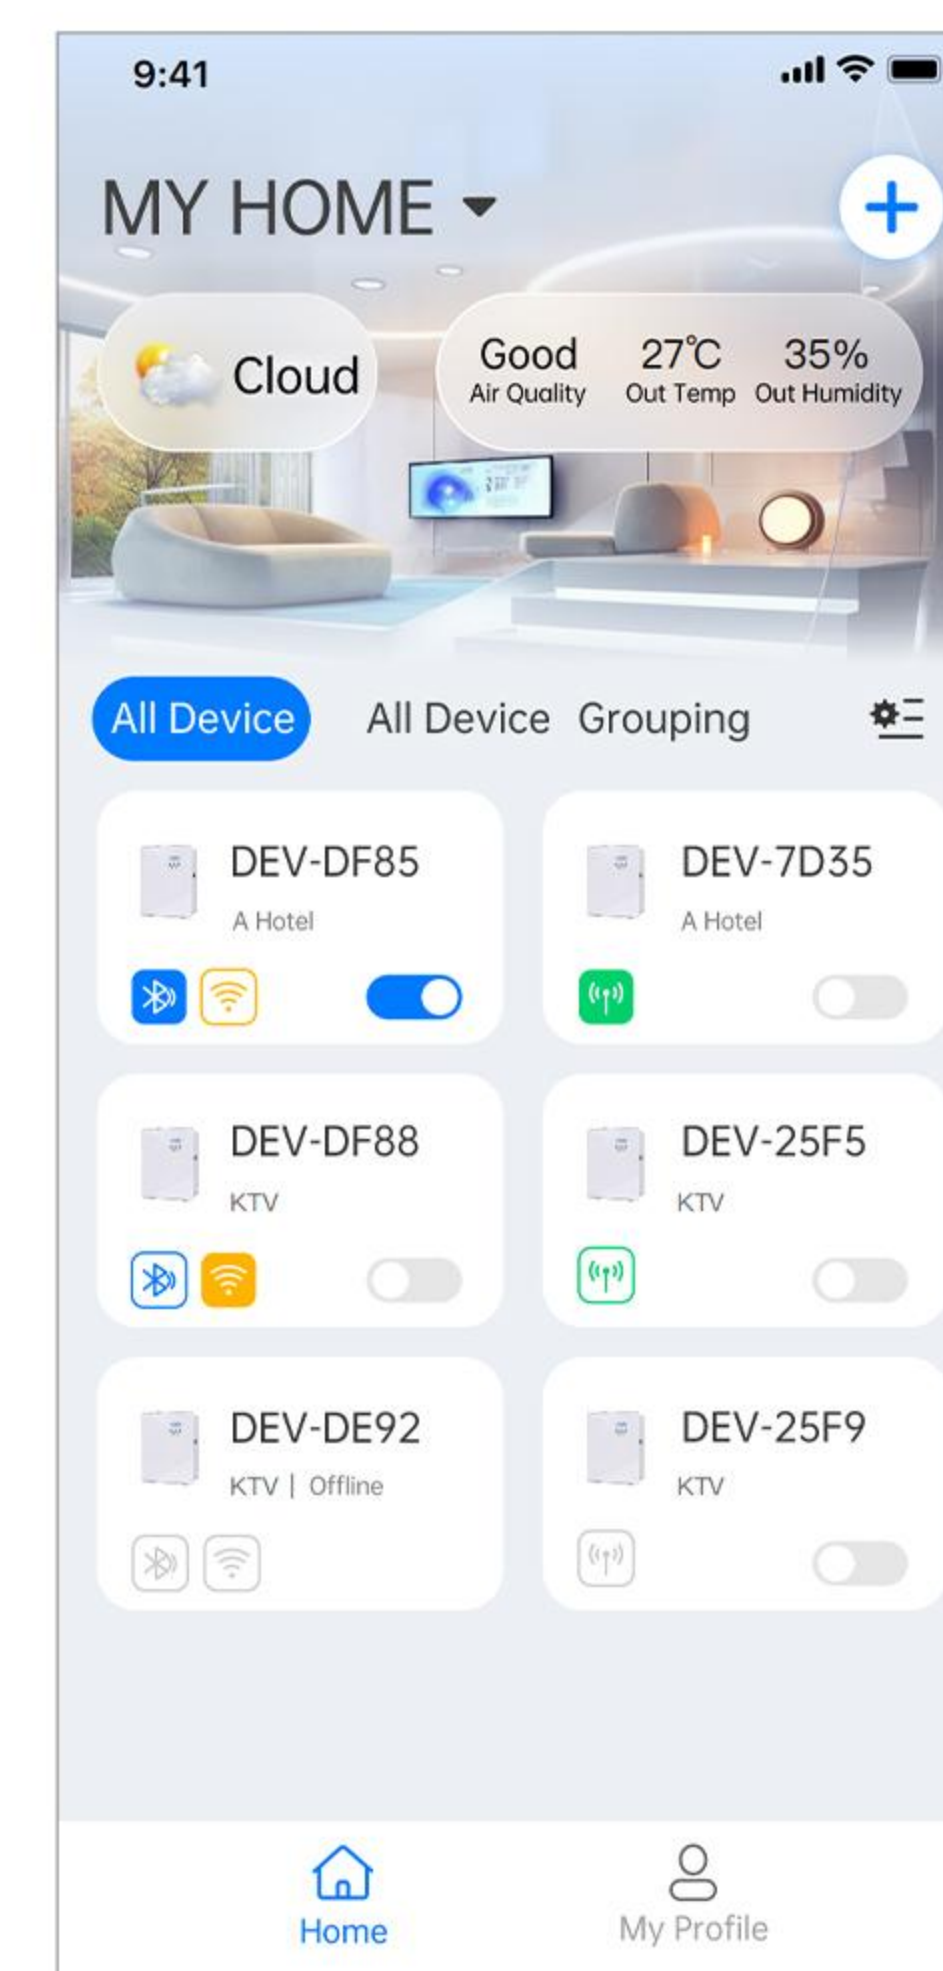 9:41
MY HOME
Cloud
Good 27℃ 35%
Air Quality Out Temp Out Humidity
All Device All Device Grouping
DEV-DF85 DEV-7D35
A Hotel A Hotel
DEV-DF88 DEV-25F5
KTV KTV
DEV-DE92 DEV-25F9
KTV | Offline KTV
Home My Profile